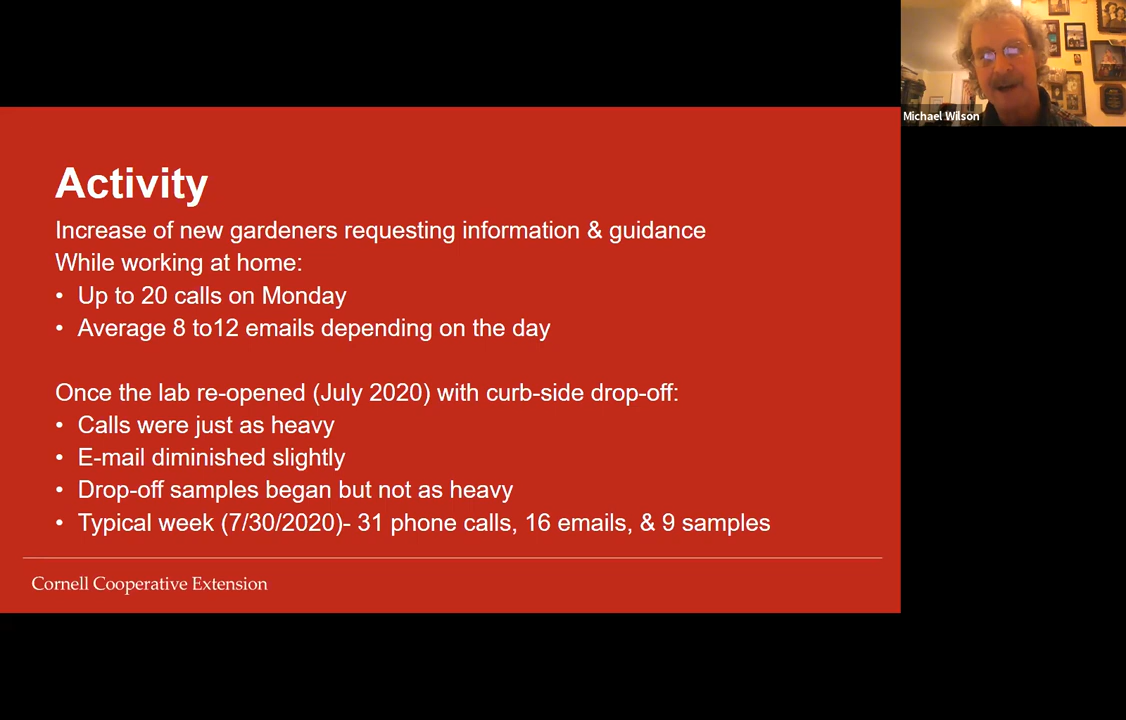 Michael Wilson
Activity
Increase of new gardeners requesting information & guidance
While working at home:
• Up to 20 calls on Monday
• Average 8 to12 emails depending on the day
Once the lab re-opened (July 2020) with curb-side drop-off:
• Calls were just as heavy
• E-mail diminished slightly
• Drop-off samples began but not as heavy
• Typical week (7/30/2020)- 31 phone calls, 16 emails, & 9 samples
Cornell Cooperative Extension